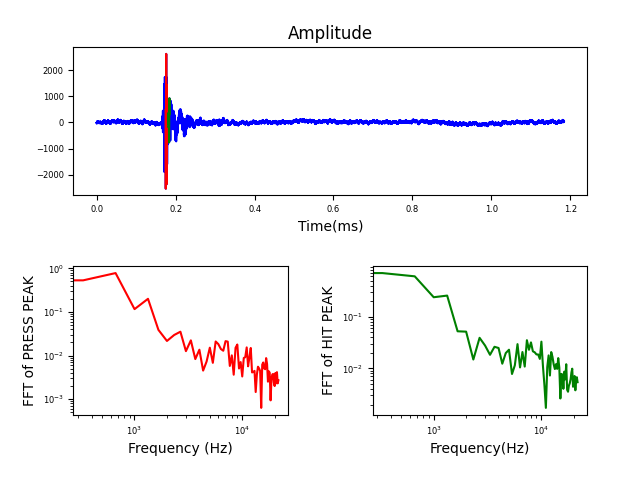 Amplitude
2000
1000
0
−1000
−2000
0.0 0.2 0.4 0.6 0.8 1.0 1.2
Time(ms)
FFT of PRESS PEAK
10⁰
10⁻¹
10⁻²
10⁻³
10³ 10⁴
Frequency (Hz)
FFT of HIT PEAK
10⁻¹
10⁻²
10³ 10⁴
Frequency(Hz)